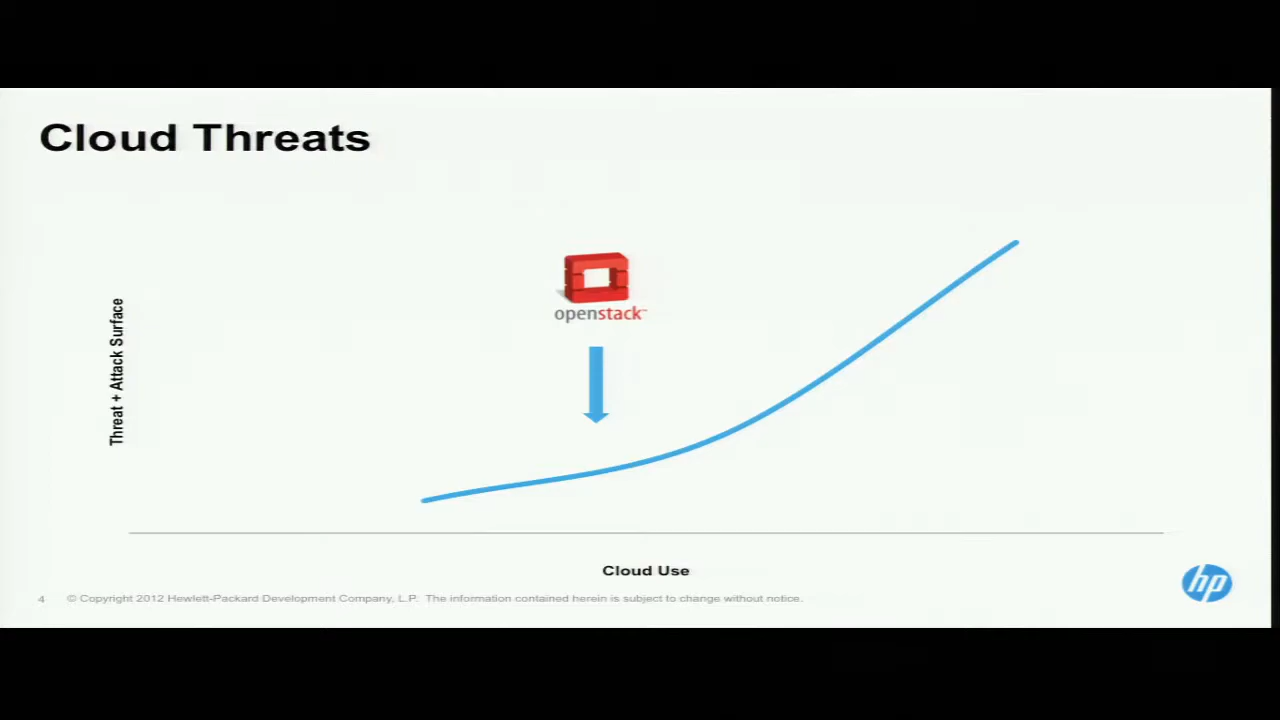 Cloud Threats
openstack™
Threat + Attack Surface
Cloud Use
4 © Copyright 2012 Hewlett-Packard Development Company, L.P. The information contained herein is subject to change without notice.
hp